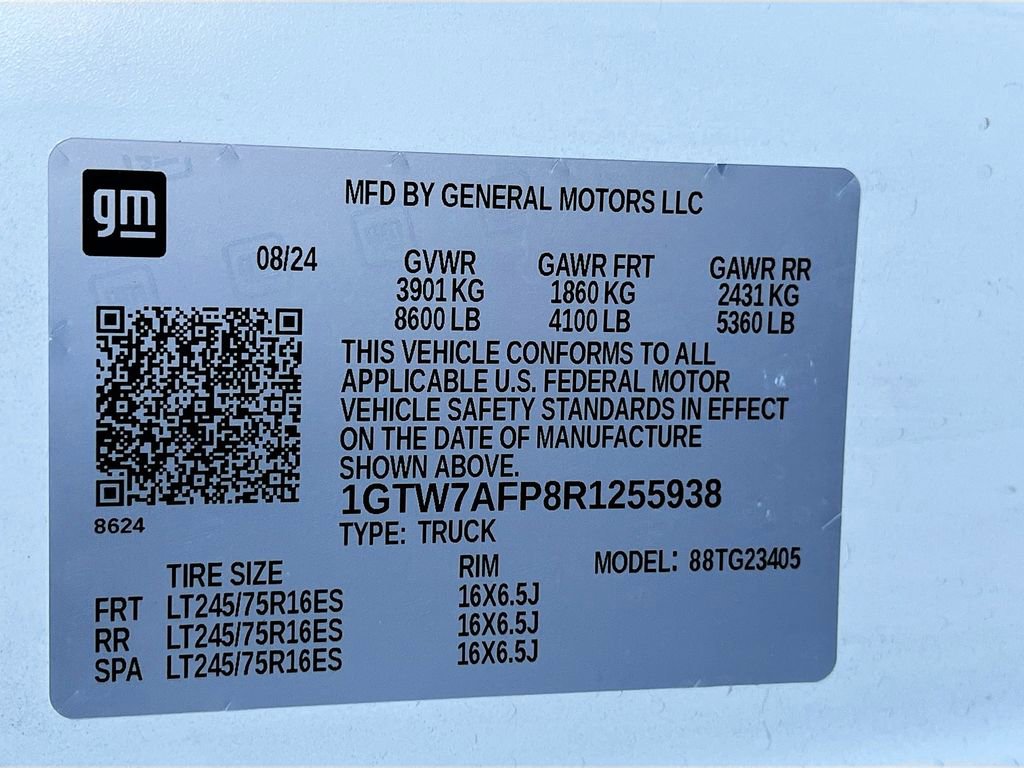 gm
MFD BY GENERAL MOTORS LLC
08/24
GVWR GAWR FRT GAWR RR
3901 KG 1860 KG 2431 KG
8600 LB 4100 LB 5360 LB
THIS VEHICLE CONFORMS TO ALL
APPLICABLE U.S. FEDERAL MOTOR
VEHICLE SAFETY STANDARDS IN EFFECT
ON THE DATE OF MANUFACTURE
SHOWN ABOVE.
1GTW7AFP8R1255938
8624
TYPE: TRUCK
MODEL: 88TG23405
TIRE SIZE RIM
FRT LT245/75R16ES 16X6.5J
RR LT245/75R16ES 16X6.5J
SPA LT245/75R16ES 16X6.5J